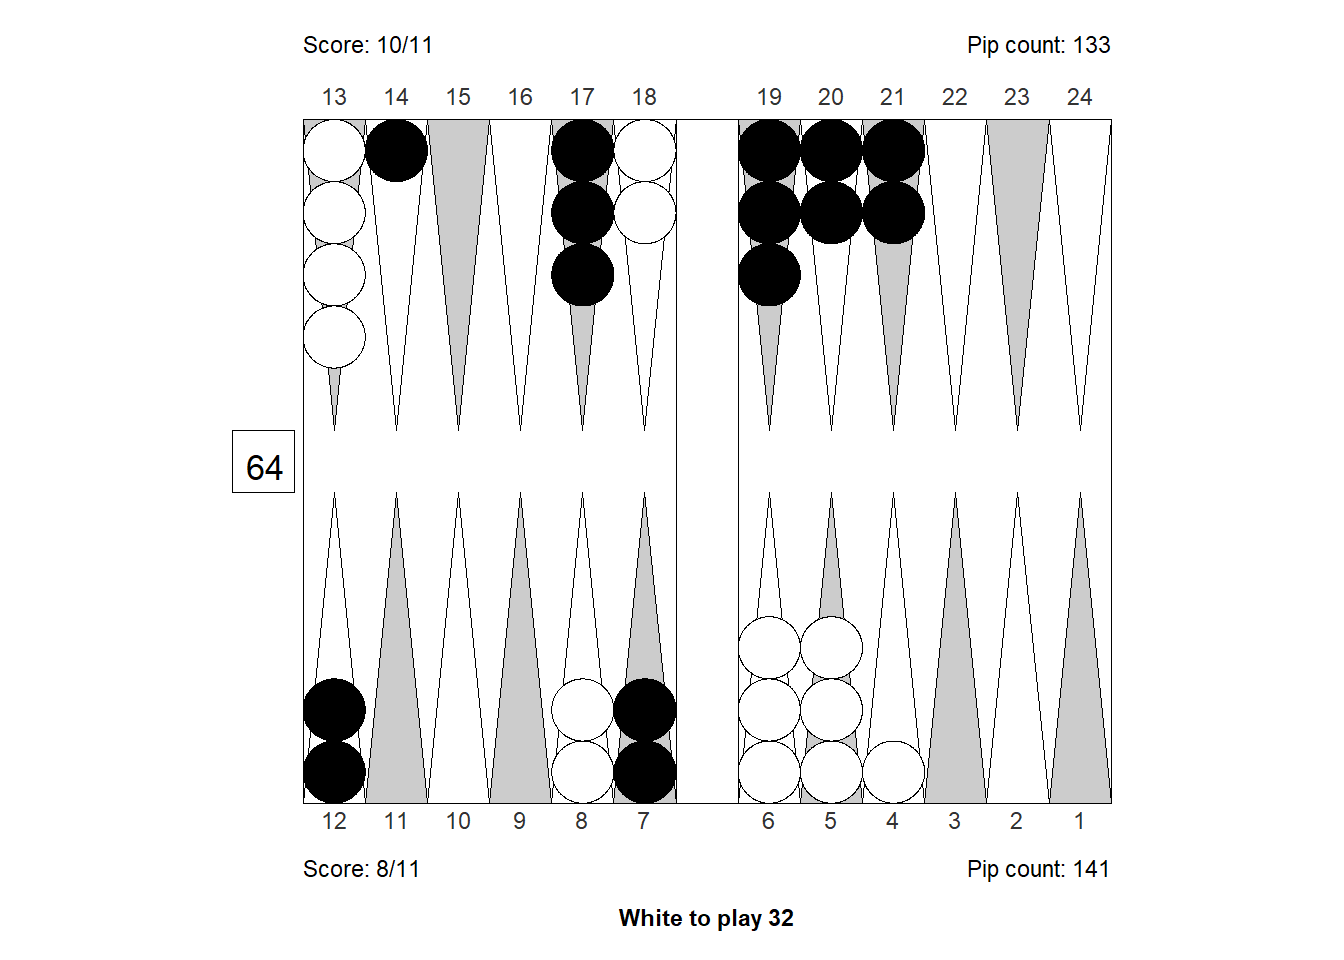 Score: 10/11 Pip count: 133
13 14 15 16 17 18 19 20 21 22 23 24
64
12 11 10 9 8 7 6 5 4 3 2 1
Score: 8/11 Pip count: 141
White to play 32